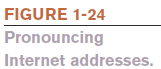 FIGURE 1-24
Pronouncing
Internet addresses.